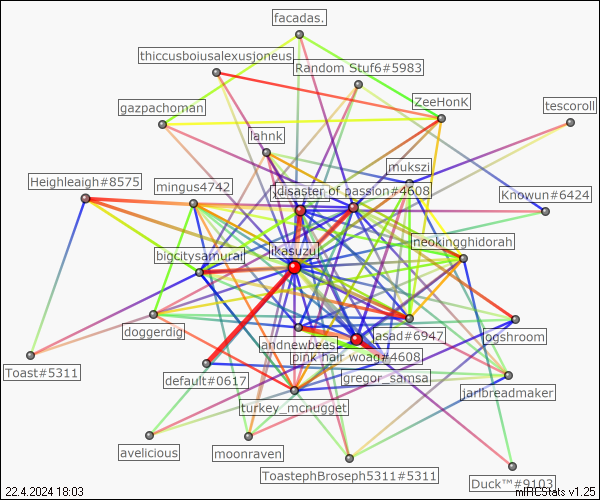 facadas.
thiccusboiusalexusjoneus
Random Stuf6#5983
gazpachoman
ZeeHonK
tescoroll
lahnk
mukszi
Heighleaigh#8575
mingus4742
disaster of passion#4608
Knowun#6424
neokingghidorah
bigcitysamurai
ikasuzu
doggerdig
andnewbees
asad#6947
ogshroom
pink hair woag#4608
Toast#5311
default#0617
gregor_samsa
jarlbreadmaker
turkey_mcnugget
avelicious
moonraven
ToastephBroseph5311#5311
Duck™#9103
22.4.2024 18:03
mIRCStats v1.25